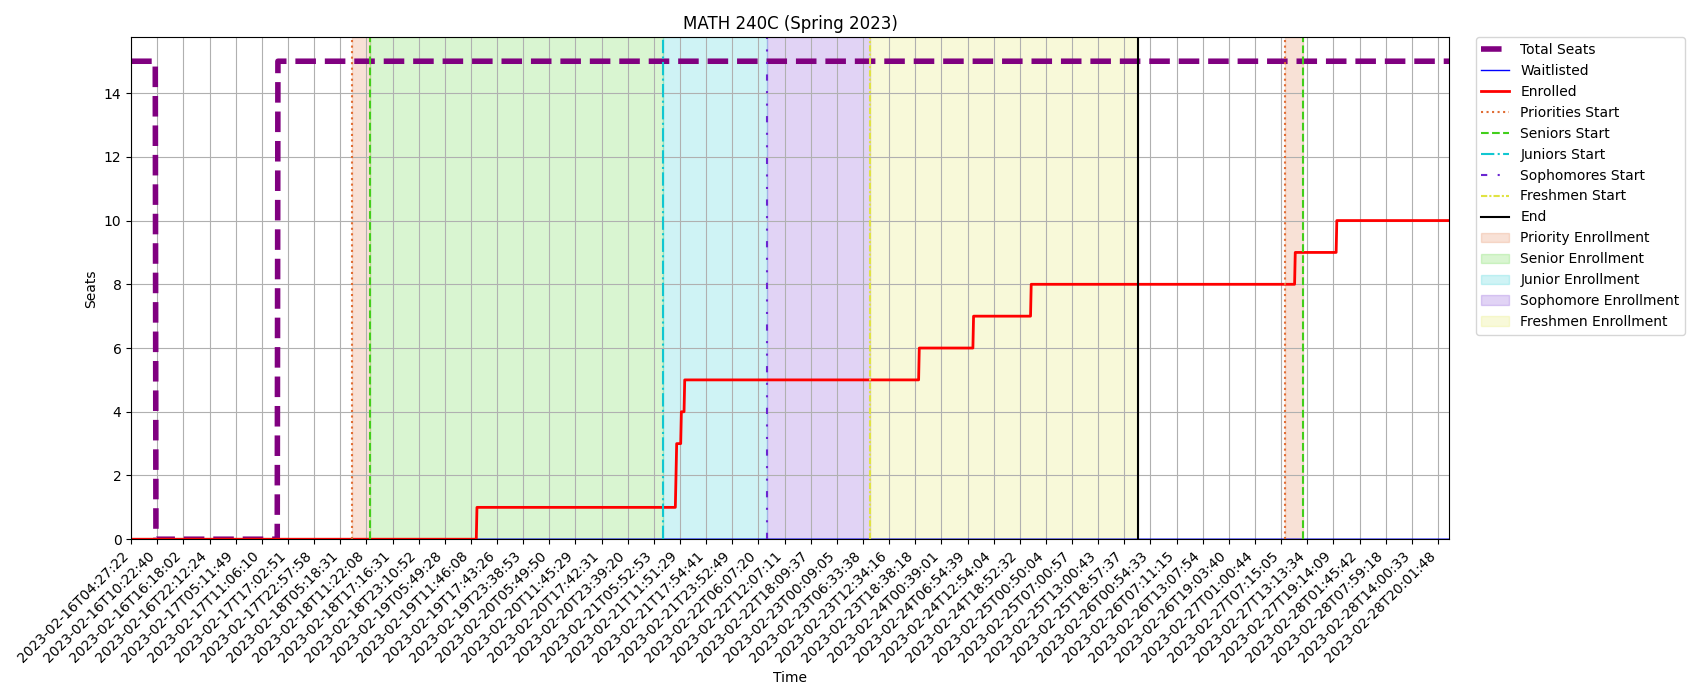 MATH 240C (Spring 2023)
Seats
14
12
10
8
6
4
2
0
2023-02-16T04:27:22
2023-02-16T10:22:40
2023-02-16T16:18:02
2023-02-16T22:12:24
2023-02-17T05:11:49
2023-02-17T11:06:10
2023-02-17T17:02:51
2023-02-17T22:57:58
2023-02-18T05:18:31
2023-02-18T11:22:08
2023-02-18T17:16:31
2023-02-18T23:10:52
2023-02-19T05:49:28
2023-02-19T11:46:08
2023-02-19T17:43:26
2023-02-19T23:38:53
2023-02-20T05:49:50
2023-02-20T11:45:29
2023-02-20T17:42:31
2023-02-20T23:39:20
2023-02-21T05:52:53
2023-02-21T11:51:29
2023-02-21T17:54:41
2023-02-21T23:52:49
2023-02-22T06:07:20
2023-02-22T12:07:11
2023-02-22T18:09:37
2023-02-23T00:09:05
2023-02-23T06:33:38
2023-02-23T12:34:16
2023-02-23T18:38:18
2023-02-24T00:39:01
2023-02-24T06:54:39
2023-02-24T12:54:04
2023-02-24T18:52:32
2023-02-25T00:50:04
2023-02-25T07:00:57
2023-02-25T13:00:43
2023-02-25T18:57:37
2023-02-26T00:54:33
2023-02-26T07:11:15
2023-02-26T13:07:54
2023-02-26T19:03:40
2023-02-27T01:00:44
2023-02-27T07:15:05
2023-02-27T13:13:34
2023-02-27T19:14:09
2023-02-28T01:45:42
2023-02-28T07:59:18
2023-02-28T14:00:33
2023-02-28T20:01:48
Time
Total Seats
Waitlisted
Enrolled
Priorities Start
Seniors Start
Juniors Start
Sophomores Start
Freshmen Start
End
Priority Enrollment
Senior Enrollment
Junior Enrollment
Sophomore Enrollment
Freshmen Enrollment